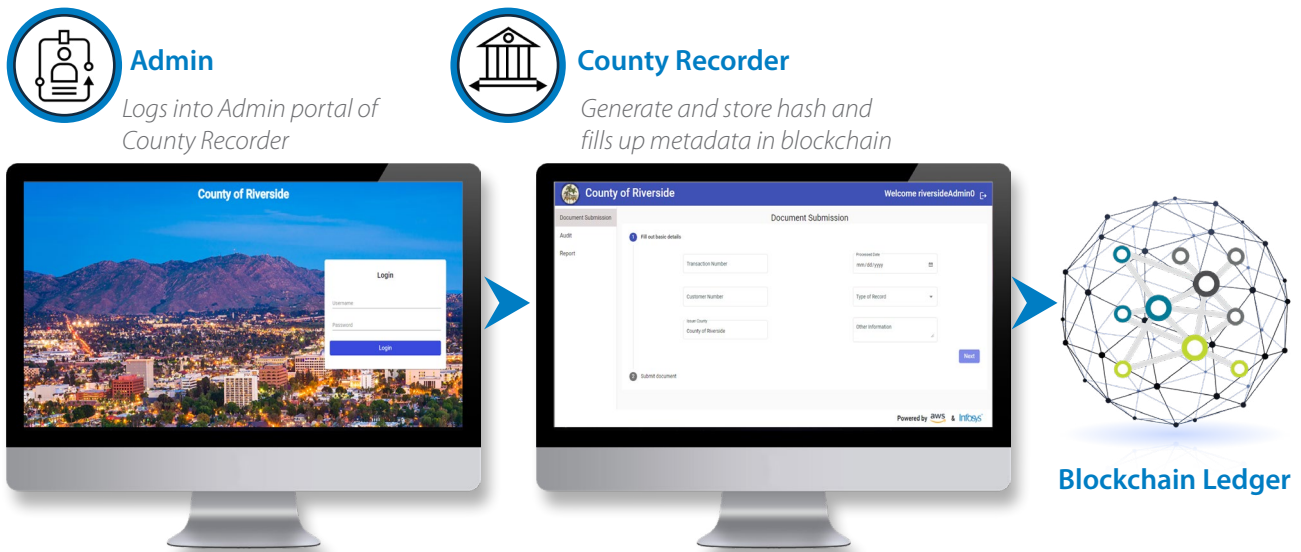 Admin
Logs into Admin portal of
County Recorder
County Recorder
Generate and store hash and
fills up metadata in blockchain
County of Riverside
Login
Username
Password
Login
County of Riverside
Welcome riversideAdmin0
Document Submission
Audit
Report
Document Submission
1 Fill out basic details
Transaction Number
Processed Date
mm/dd/yyyy
Customer Number
Type of Record
Issuer County
County of Riverside
Other Information
Next
2 Submit document
Powered by aws & Infosys
Blockchain Ledger